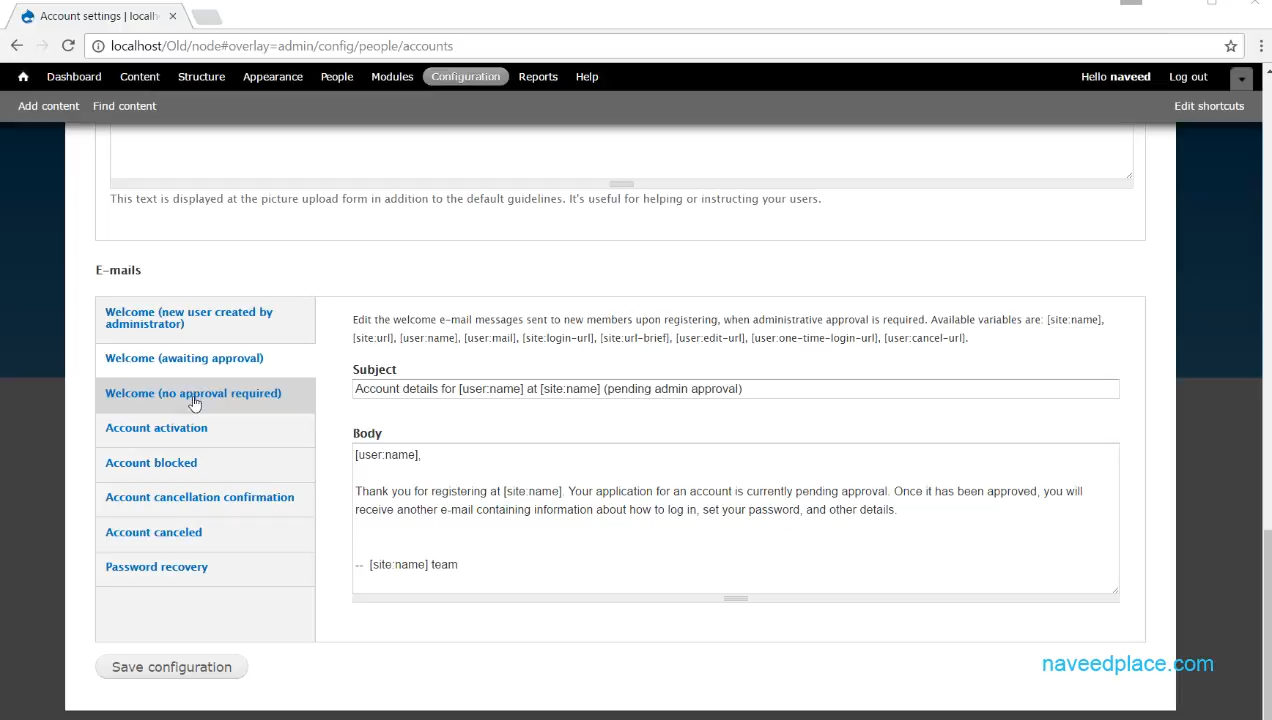 Account settings | localh
localhost/Old/node#overlay=admin/config/people/accounts
Dashboard Content Structure Appearance People Modules Configuration Reports Help Hello naveed Log out
Add content Find content Edit shortcuts
This text is displayed at the picture upload form in addition to the default guidelines. It's useful for helping or instructing your users.
E-mails
Welcome (new user created by
administrator)
Welcome (awaiting approval)
Welcome (no approval required)
Account activation
Account blocked
Account cancellation confirmation
Account canceled
Password recovery
Edit the welcome e-mail messages sent to new members upon registering, when administrative approval is required. Available variables are: [site:name],
[site:url], [user:name], [user:mail], [site:login-url], [site:url-brief], [user:edit-url], [user:one-time-login-url], [user:cancel-url].
Subject
Account details for [user:name] at [site:name] (pending admin approval)
Body
[user:name],
Thank you for registering at [site:name]. Your application for an account is currently pending approval. Once it has been approved, you will
receive another e-mail containing information about how to log in, set your password, and other details.
-- [site:name] team
Save configuration
naveedplace.com